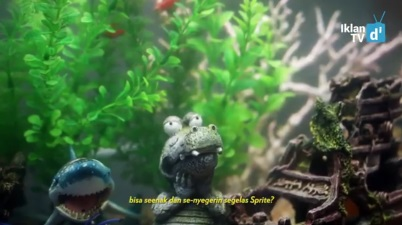 Iklan
TV di
bisa seenak dan se-nyegerin segelas Sprite?